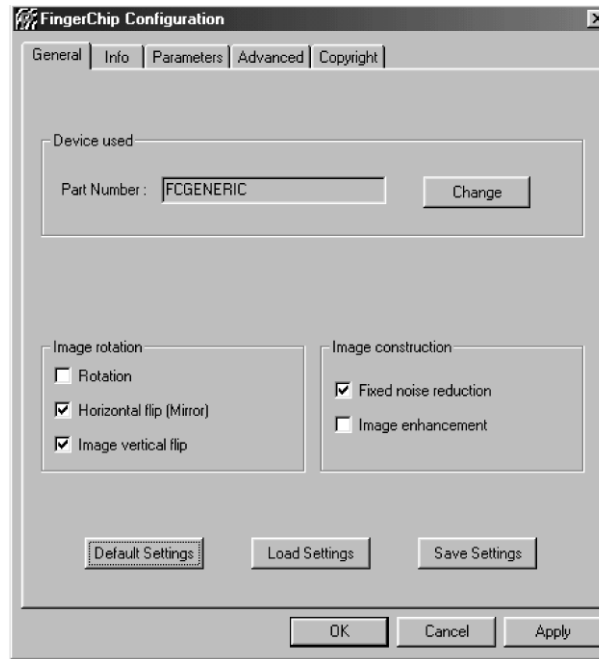 FingerChip Configuration
General Info Parameters Advanced Copyright
Device used
Part Number : FCGENERIC Change
Image rotation
Rotation
Horizontal flip (Mirror)
Image vertical flip
Image construction
Fixed noise reduction
Image enhancement
Default Settings Load Settings Save Settings
OK Cancel Apply